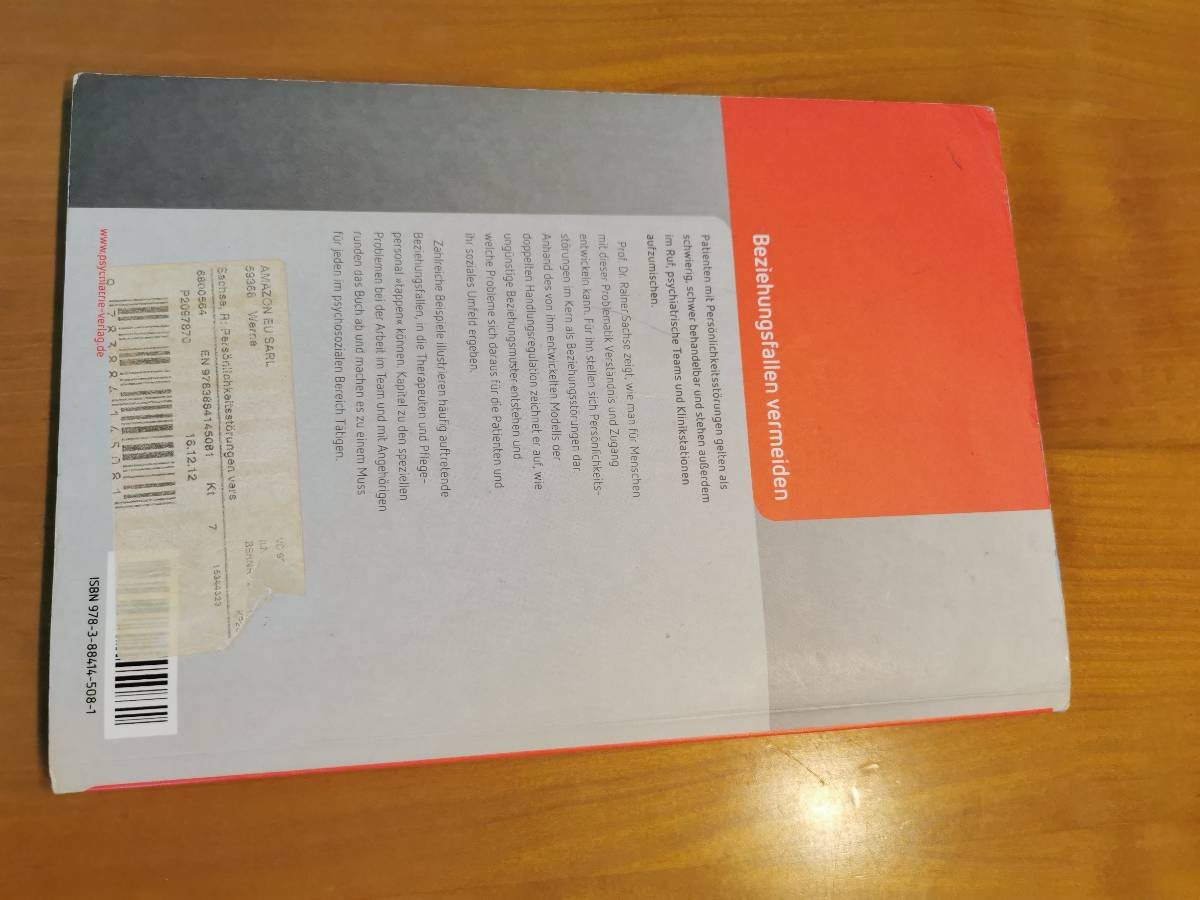 Beziehungsfallen vermeiden
Patienten mit Persönlichkeitsstörungen gelten als
schwierig, schwer behandelbar und stehen außerdem
im Ruf, psychiatrische Teams und Klinikstationen
aufzumischen.
Prof. Dr. Rainer Sachse zeigt, wie man für Menschen
mit dieser Problematik Verständnis und Zugang
entwickeln kann. Für ihn stellen sich Persönlichkeits-
störungen im Kern als Beziehungsstörungen dar.
Anhand des von ihm entwickelten Modells der
doppelten Handlungsregulation zeichnet er auf, wie
ungünstige Beziehungsmuster entstehen und
welche Probleme sich daraus für die Patienten und
ihr soziales Umfeld ergeben.
Zahlreiche Beispiele illustrieren häufig auftretende
Beziehungsfallen, in die Therapeuten und Pflege-
personal »tappen« können. Kapitel zu den speziellen
Problemen bei der Arbeit im Team und mit Angehörigen
runden das Buch ab und machen es zu einem Muss
für jeden im psychosozialen Bereich Tätigen.
AMAZON EU SARL
59368 Werne
Sachse, R: Persönlichkeitsstörungen vers
6800564 EN 9783884145081 Kt 7 15344323
P2097870 16.12.12
9783884145081
www.psychiatrie-verlag.de
ISBN 978-3-88414-508-1